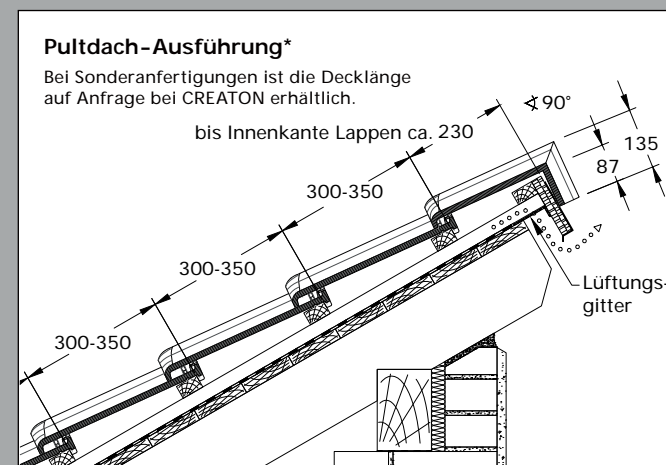 Pultdach-Ausführung*
Bei Sonderanfertigungen ist die Decklänge
auf Anfrage bei CREATON erhältlich.
bis Innenkante Lappen ca. 230
∢ 90°
135
87
300-350
300-350
300-350
Lüftungs-
gitter